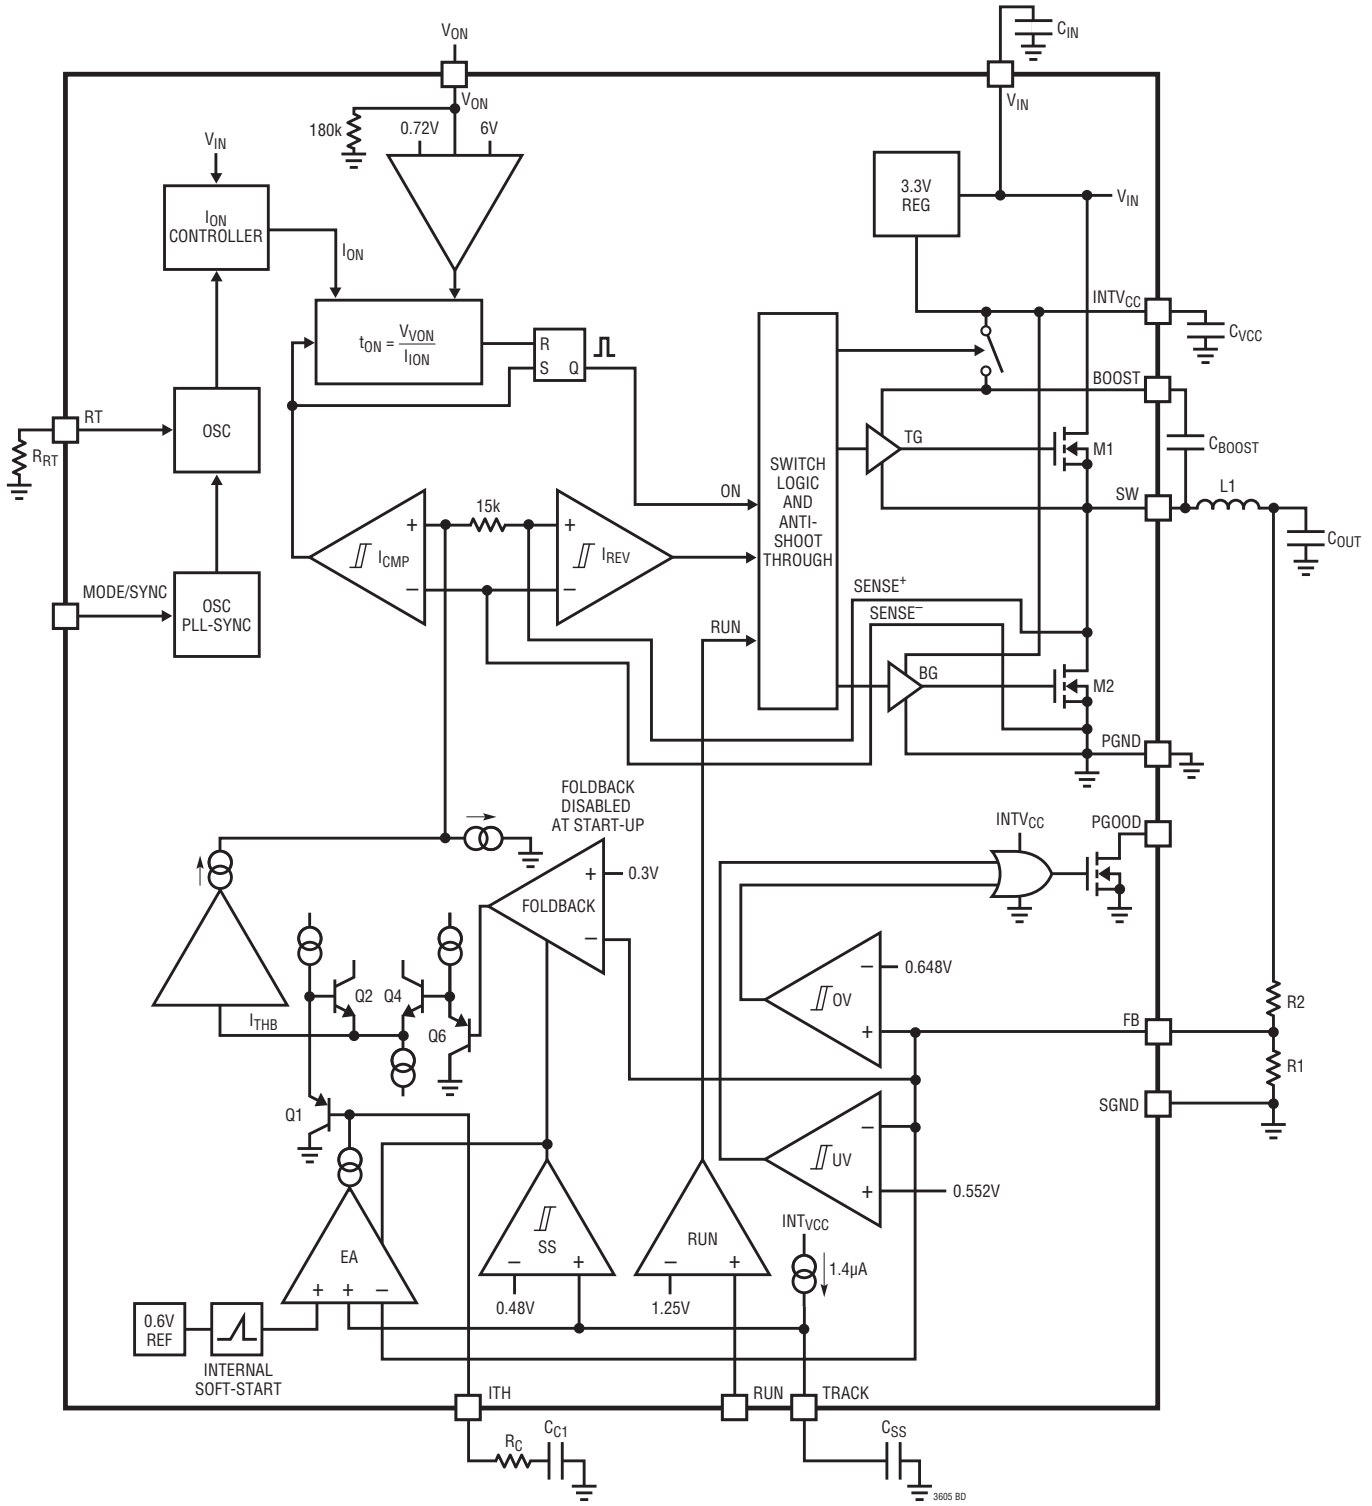 VON
CIN
VON
VIN
180k
0.72V
6V
VIN
3.3V
REG
VIN
ION
CONTROLLER
ION
INTVCC
CVCC
tON = VVON
IION
R
S Q
BOOST
RT
OSC
TG
M1
CBOOST
RRT
SWITCH
LOGIC
AND
ANTI-
SHOOT
THROUGH
ON
SW
L1
15k
COUT
+
ICMP
–
+
IREV
–
MODE/SYNC
OSC
PLL-SYNC
SENSE+
SENSE–
RUN
BG
M2
PGND
FOLDBACK
DISABLED
AT START-UP
INTVCC
PGOOD
+
0.3V
FOLDBACK
–
–
0.648V
OV
+
Q2
Q4
ITHB
Q6
R2
FB
R1
SGND
Q1
–
UV
+
0.552V
INTVCC
1.4µA
EA
+ + –
SS
– +
0.48V
RUN
– +
1.25V
0.6V
REF
INTERNAL
SOFT-START
ITH
RUN
TRACK
RC
CC1
CSS
3605 BD